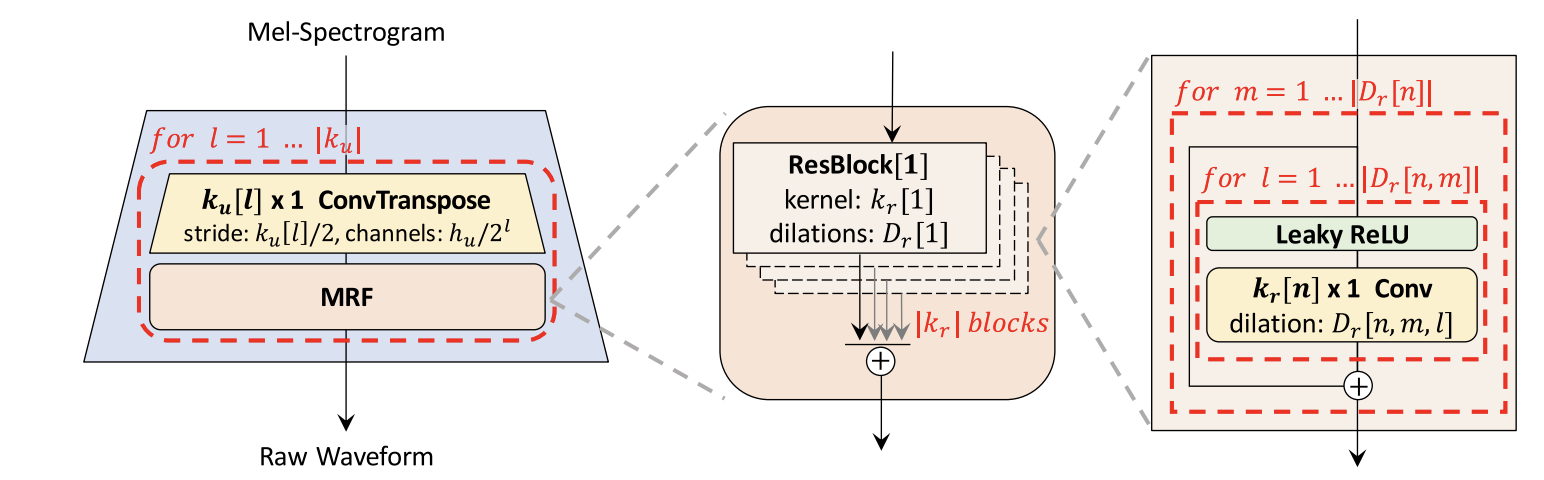 Mel-Spectrogram
for l = 1 … |k_u|
k_u[l] x 1 ConvTranspose
stride: k_u[l]/2, channels: h_u/2^l
MRF
Raw Waveform
ResBlock[1]
kernel: k_r[1]
dilations: D_r[1]
|k_r| blocks
+
for m = 1 …|D_r[n]|
for l = 1 …|D_r[n, m]|
Leaky ReLU
k_r[n] x 1 Conv
dilation: D_r[n, m, l]
+